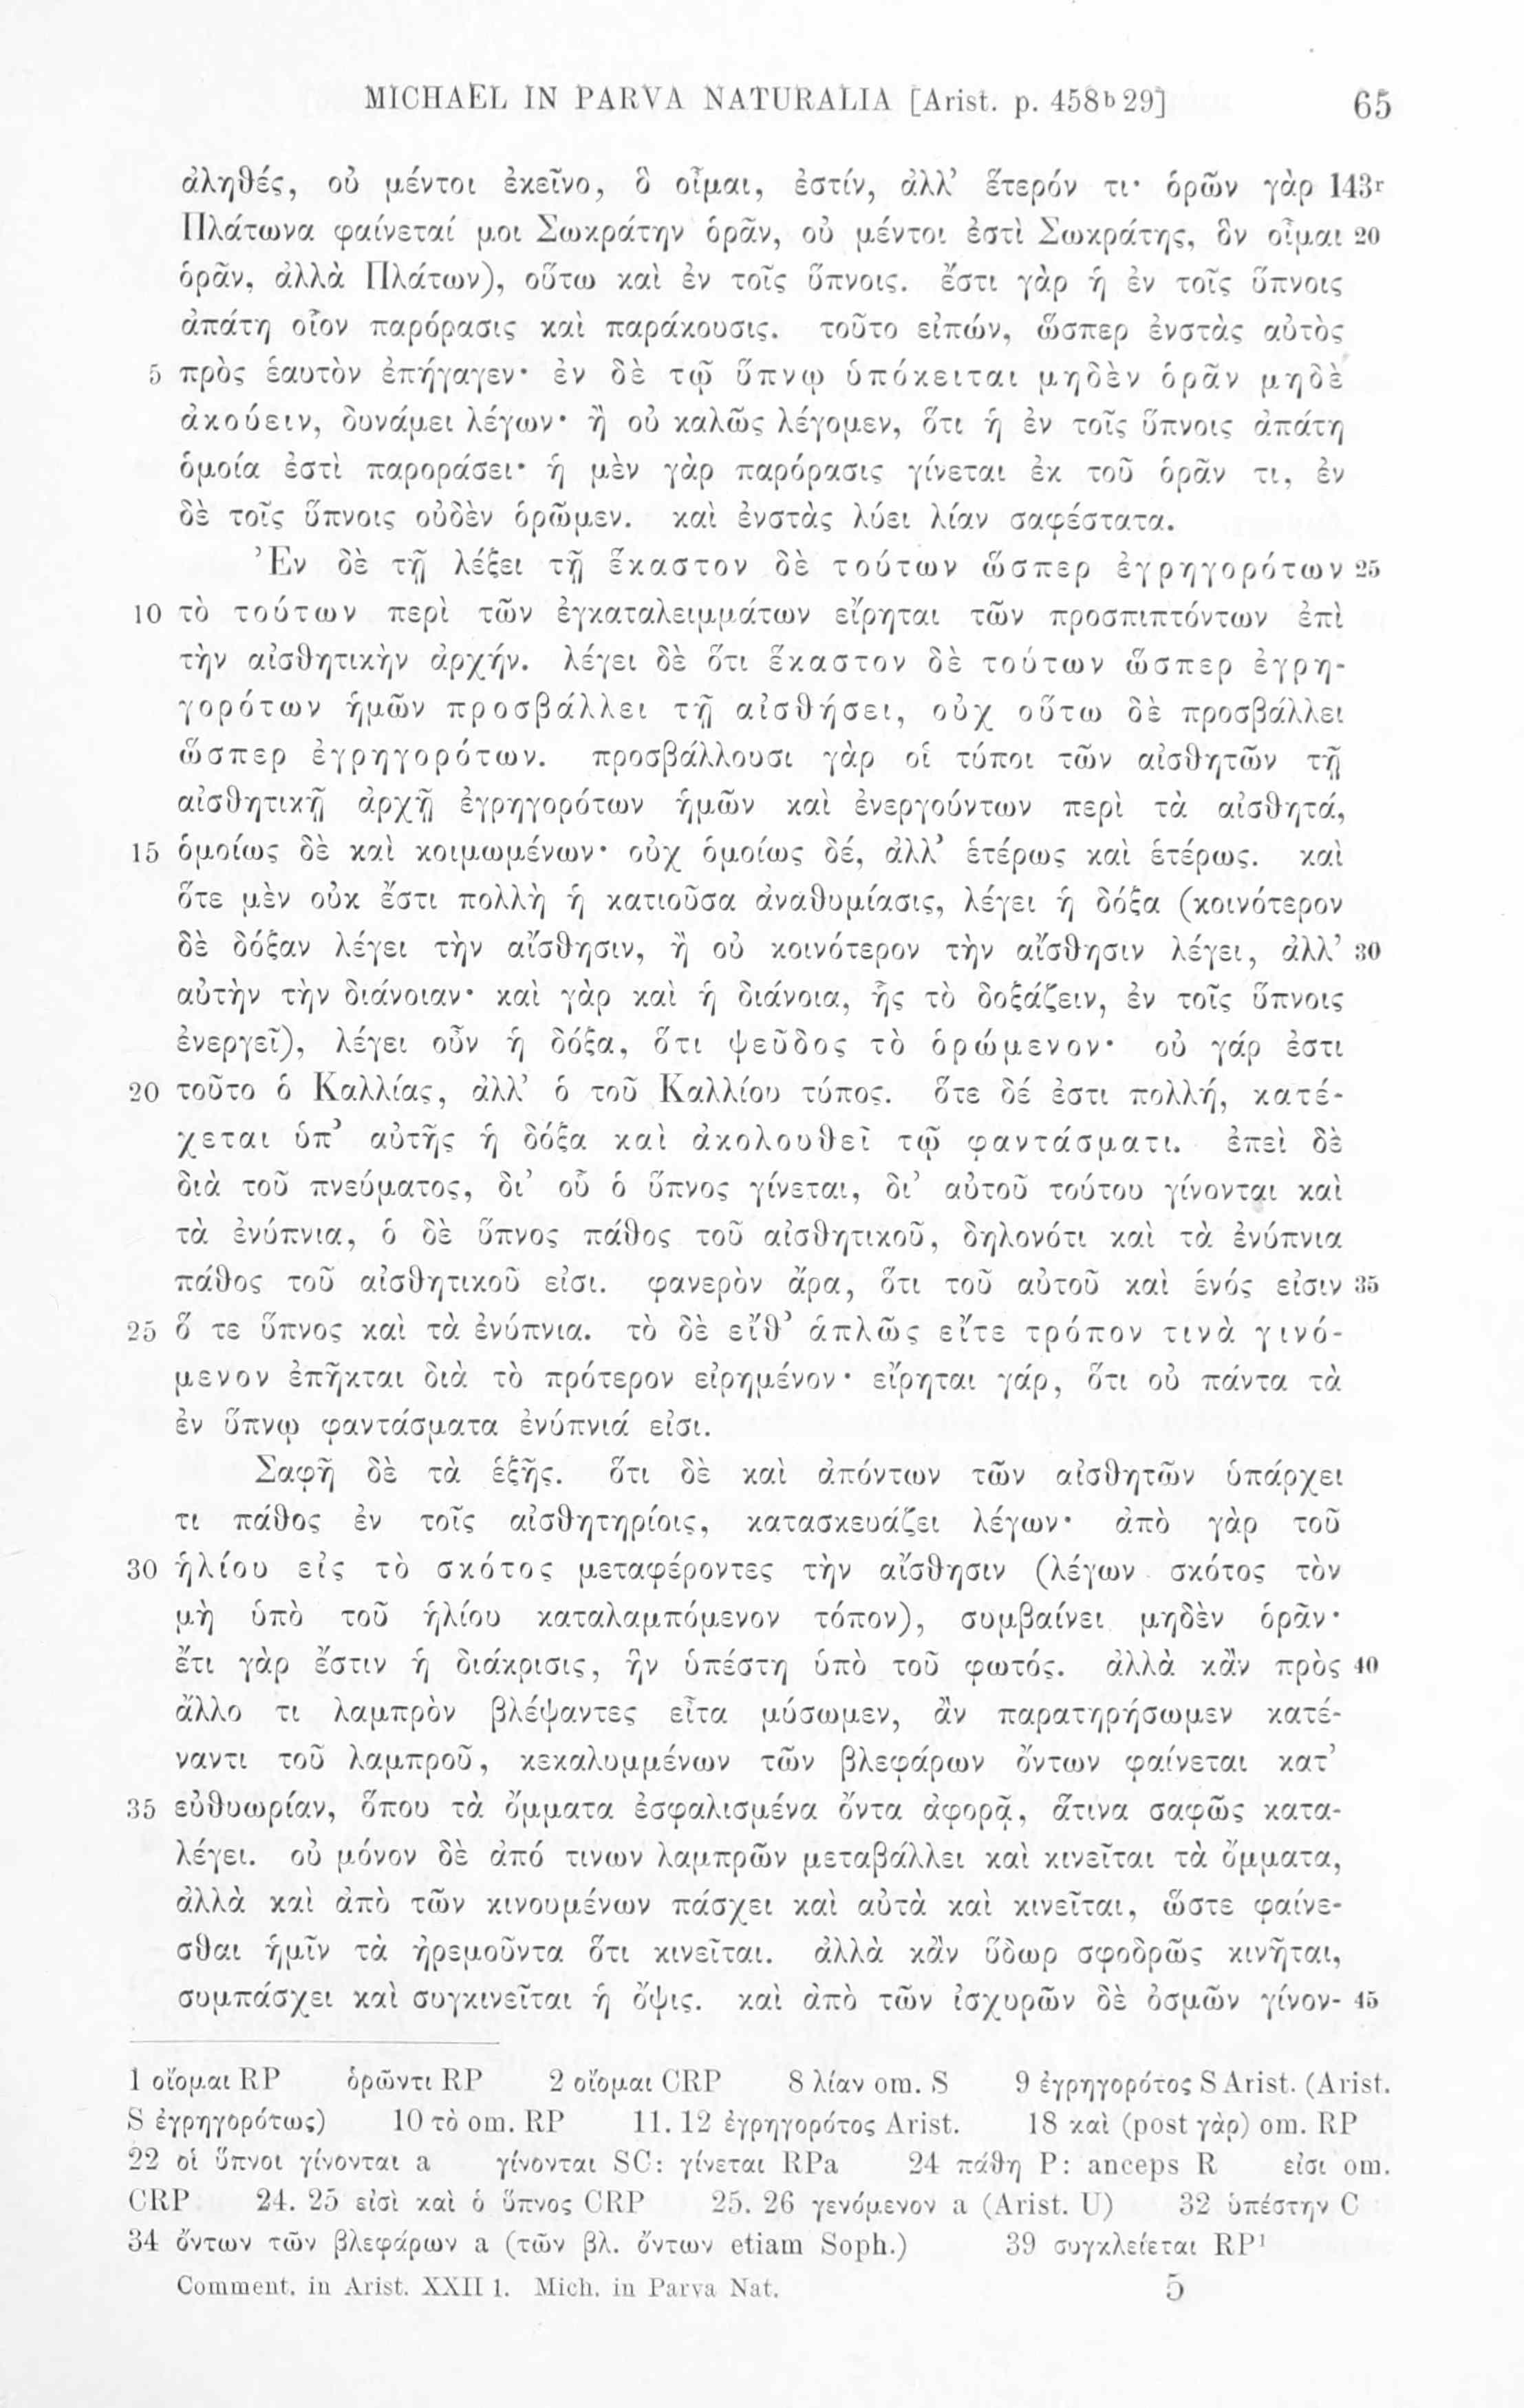 MICHAEL IN PARVA NATURALIA [Arist. p. 458ᵇ29] 65
ἀληθές, οὐ μέντοι ἐκεῖνο, ὃ οἶμαι, ἐστίν, ἀλλ’ ἕτερόν τι· ὁρῶν γὰρ 143ʳ
Πλάτωνα φαίνεταί μοι Σωκράτην ὁρᾶν, οὐ μέντοι ἐστὶ Σωκράτης, ὃν οἶμαι 20
ὁρᾶν, ἀλλὰ Πλάτων), οὕτω καὶ ἐν τοῖς ὕπνοις. ἔστι γὰρ ἡ ἐν τοῖς ὕπνοις
ἀπάτη οἷον παρόρασις καὶ παράκουσις. τοῦτο εἰπών, ὥσπερ ἐνστὰς αὐτὸς
5 πρὸς ἑαυτὸν ἐπήγαγεν· ἐν δὲ τῷ ὕπνῳ ὑπόκειται μηδὲν ὁρᾶν μηδὲ
ἀκούειν, δυνάμει λέγων· ἢ οὐ καλῶς λέγομεν, ὅτι ἡ ἐν τοῖς ὕπνοις ἀπάτη
ὁμοία ἐστὶ παροράσει· ἡ μὲν γὰρ παρόρασις γίνεται ἐκ τοῦ ὁρᾶν τι, ἐν
δὲ τοῖς ὕπνοις οὐδὲν ὁρῶμεν. καὶ ἐνστὰς λύει λίαν σαφέστατα.
Ἐν δὲ τῇ λέξει τῇ ἕκαστον δὲ τούτων ὥσπερ ἐγρηγορότων 25
10 τὸ τούτων περὶ τῶν ἐγκαταλειμμάτων εἴρηται τῶν προσπιπτόντων ἐπὶ
τὴν αἰσθητικὴν ἀρχήν. λέγει δὲ ὅτι ἕκαστον δὲ τούτων ὥσπερ ἐγρη-
γορότων ἡμῶν προσβάλλει τῇ αἰσθήσει, οὐχ οὕτω δὲ προσβάλλει
ὥσπερ ἐγρηγορότων. προσβάλλουσι γὰρ οἱ τύποι τῶν αἰσθητῶν τῇ
αἰσθητικῇ ἀρχῇ ἐγρηγορότων ἡμῶν καὶ ἐνεργούντων περὶ τὰ αἰσθητά,
15 ὁμοίως δὲ καὶ κοιμωμένων· οὐχ ὁμοίως δέ, ἀλλ’ ἑτέρως καὶ ἑτέρως. καὶ
ὅτε μὲν οὐκ ἔστι πολλὴ ἡ κατιοῦσα ἀναθυμίασις, λέγει ἡ δόξα (κοινότερον
δὲ δόξαν λέγει τὴν αἴσθησιν, ἢ οὐ κοινότερον τὴν αἴσθησιν λέγει, ἀλλ’ 30
αὐτὴν τὴν διάνοιαν· καὶ γὰρ καὶ ἡ διάνοια, ἧς τὸ δοξάζειν, ἐν τοῖς ὕπνοις
ἐνεργεῖ), λέγει οὖν ἡ δόξα, ὅτι ψεῦδος τὸ ὁρώμενον· οὐ γάρ ἐστι
20 τοῦτο ὁ Καλλίας, ἀλλ’ ὁ τοῦ Καλλίου τύπος. ὅτε δέ ἐστι πολλή, κατέ-
χεται ὑπ’ αὐτῆς ἡ δόξα καὶ ἀκολουθεῖ τῷ φαντάσματι. ἐπεὶ δὲ
διὰ τοῦ πνεύματος, δι’ οὗ ὁ ὕπνος γίνεται, δι’ αὐτοῦ τούτου γίνονται καὶ
τὰ ἐνύπνια, ὁ δὲ ὕπνος πάθος τοῦ αἰσθητικοῦ, δηλονότι καὶ τὰ ἐνύπνια
πάθος τοῦ αἰσθητικοῦ εἰσι. φανερὸν ἄρα, ὅτι τοῦ αὐτοῦ καὶ ἑνός εἰσιν 35
25 ὅ τε ὕπνος καὶ τὰ ἐνύπνια. τὸ δὲ εἴθ’ ἁπλῶς εἴτε τρόπον τινὰ γινό-
μενον ἐπῆκται διὰ τὸ πρότερον εἰρημένον· εἴρηται γάρ, ὅτι οὐ πάντα τὰ
ἐν ὕπνῳ φαντάσματα ἐνύπνιά εἰσι.
Σαφῆ δὲ τὰ ἑξῆς. ὅτι δὲ καὶ ἀπόντων τῶν αἰσθητῶν ὑπάρχει
τι πάθος ἐν τοῖς αἰσθητηρίοις, κατασκευάζει λέγων· ἀπὸ γὰρ τοῦ
30 ἡλίου εἰς τὸ σκότος μεταφέροντες τὴν αἴσθησιν (λέγων σκότος τὸν
μὴ ὑπὸ τοῦ ἡλίου καταλαμπόμενον τόπον), συμβαίνει μηδὲν ὁρᾶν·
ἔτι γὰρ ἔστιν ἡ διάκρισις, ἣν ὑπέστη ὑπὸ τοῦ φωτός. ἀλλὰ κἂν πρὸς 40
ἄλλο τι λαμπρὸν βλέψαντες εἶτα μύσωμεν, ἂν παρατηρήσωμεν κατέ-
ναντι τοῦ λαμπροῦ, κεκαλυμμένων τῶν βλεφάρων ὄντων φαίνεται κατ’
35 εὐθυωρίαν, ὅπου τὰ ὄμματα ἐσφαλισμένα ὄντα ἀφορᾷ, ἅτινα σαφῶς κατα-
λέγει. οὐ μόνον δὲ ἀπό τινων λαμπρῶν μεταβάλλει καὶ κινεῖται τὰ ὄμματα,
ἀλλὰ καὶ ἀπὸ τῶν κινουμένων πάσχει καὶ αὐτὰ καὶ κινεῖται, ὥστε φαίνε-
σθαι ἡμῖν τὰ ἠρεμοῦντα ὅτι κινεῖται. ἀλλὰ κἂν ὕδωρ σφοδρῶς κινῆται,
συμπάσχει καὶ συγκινεῖται ἡ ὄψις. καὶ ἀπὸ τῶν ἰσχυρῶν δὲ ὀσμῶν γίνον- 45
1 οἴομαι RP ὁρῶντι RP 2 οἴομαι CRP 8 λίαν om. S 9 ἐγρηγορότος S Arist. (Arist.
S ἐγρηγορότως) 10 τὸ om. RP 11. 12 ἐγρηγορότος Arist. 18 καὶ (post γὰρ) om. RP
22 οἱ ὕπνοι γίνονται a γίνονται SC: γίνεται RPa 24 πάθη P: anceps R εἰσι om.
CRP 24. 25 εἰσὶ καὶ ὁ ὕπνος CRP 25. 26 γενόμενον a (Arist. U) 32 ὑπέστην C
34 ὄντων τῶν βλεφάρων a (τῶν βλ. ὄντων etiam Soph.) 39 συγκλείεται RP¹
Comment. in Arist. XXII 1. Mich. in Parva Nat. 5